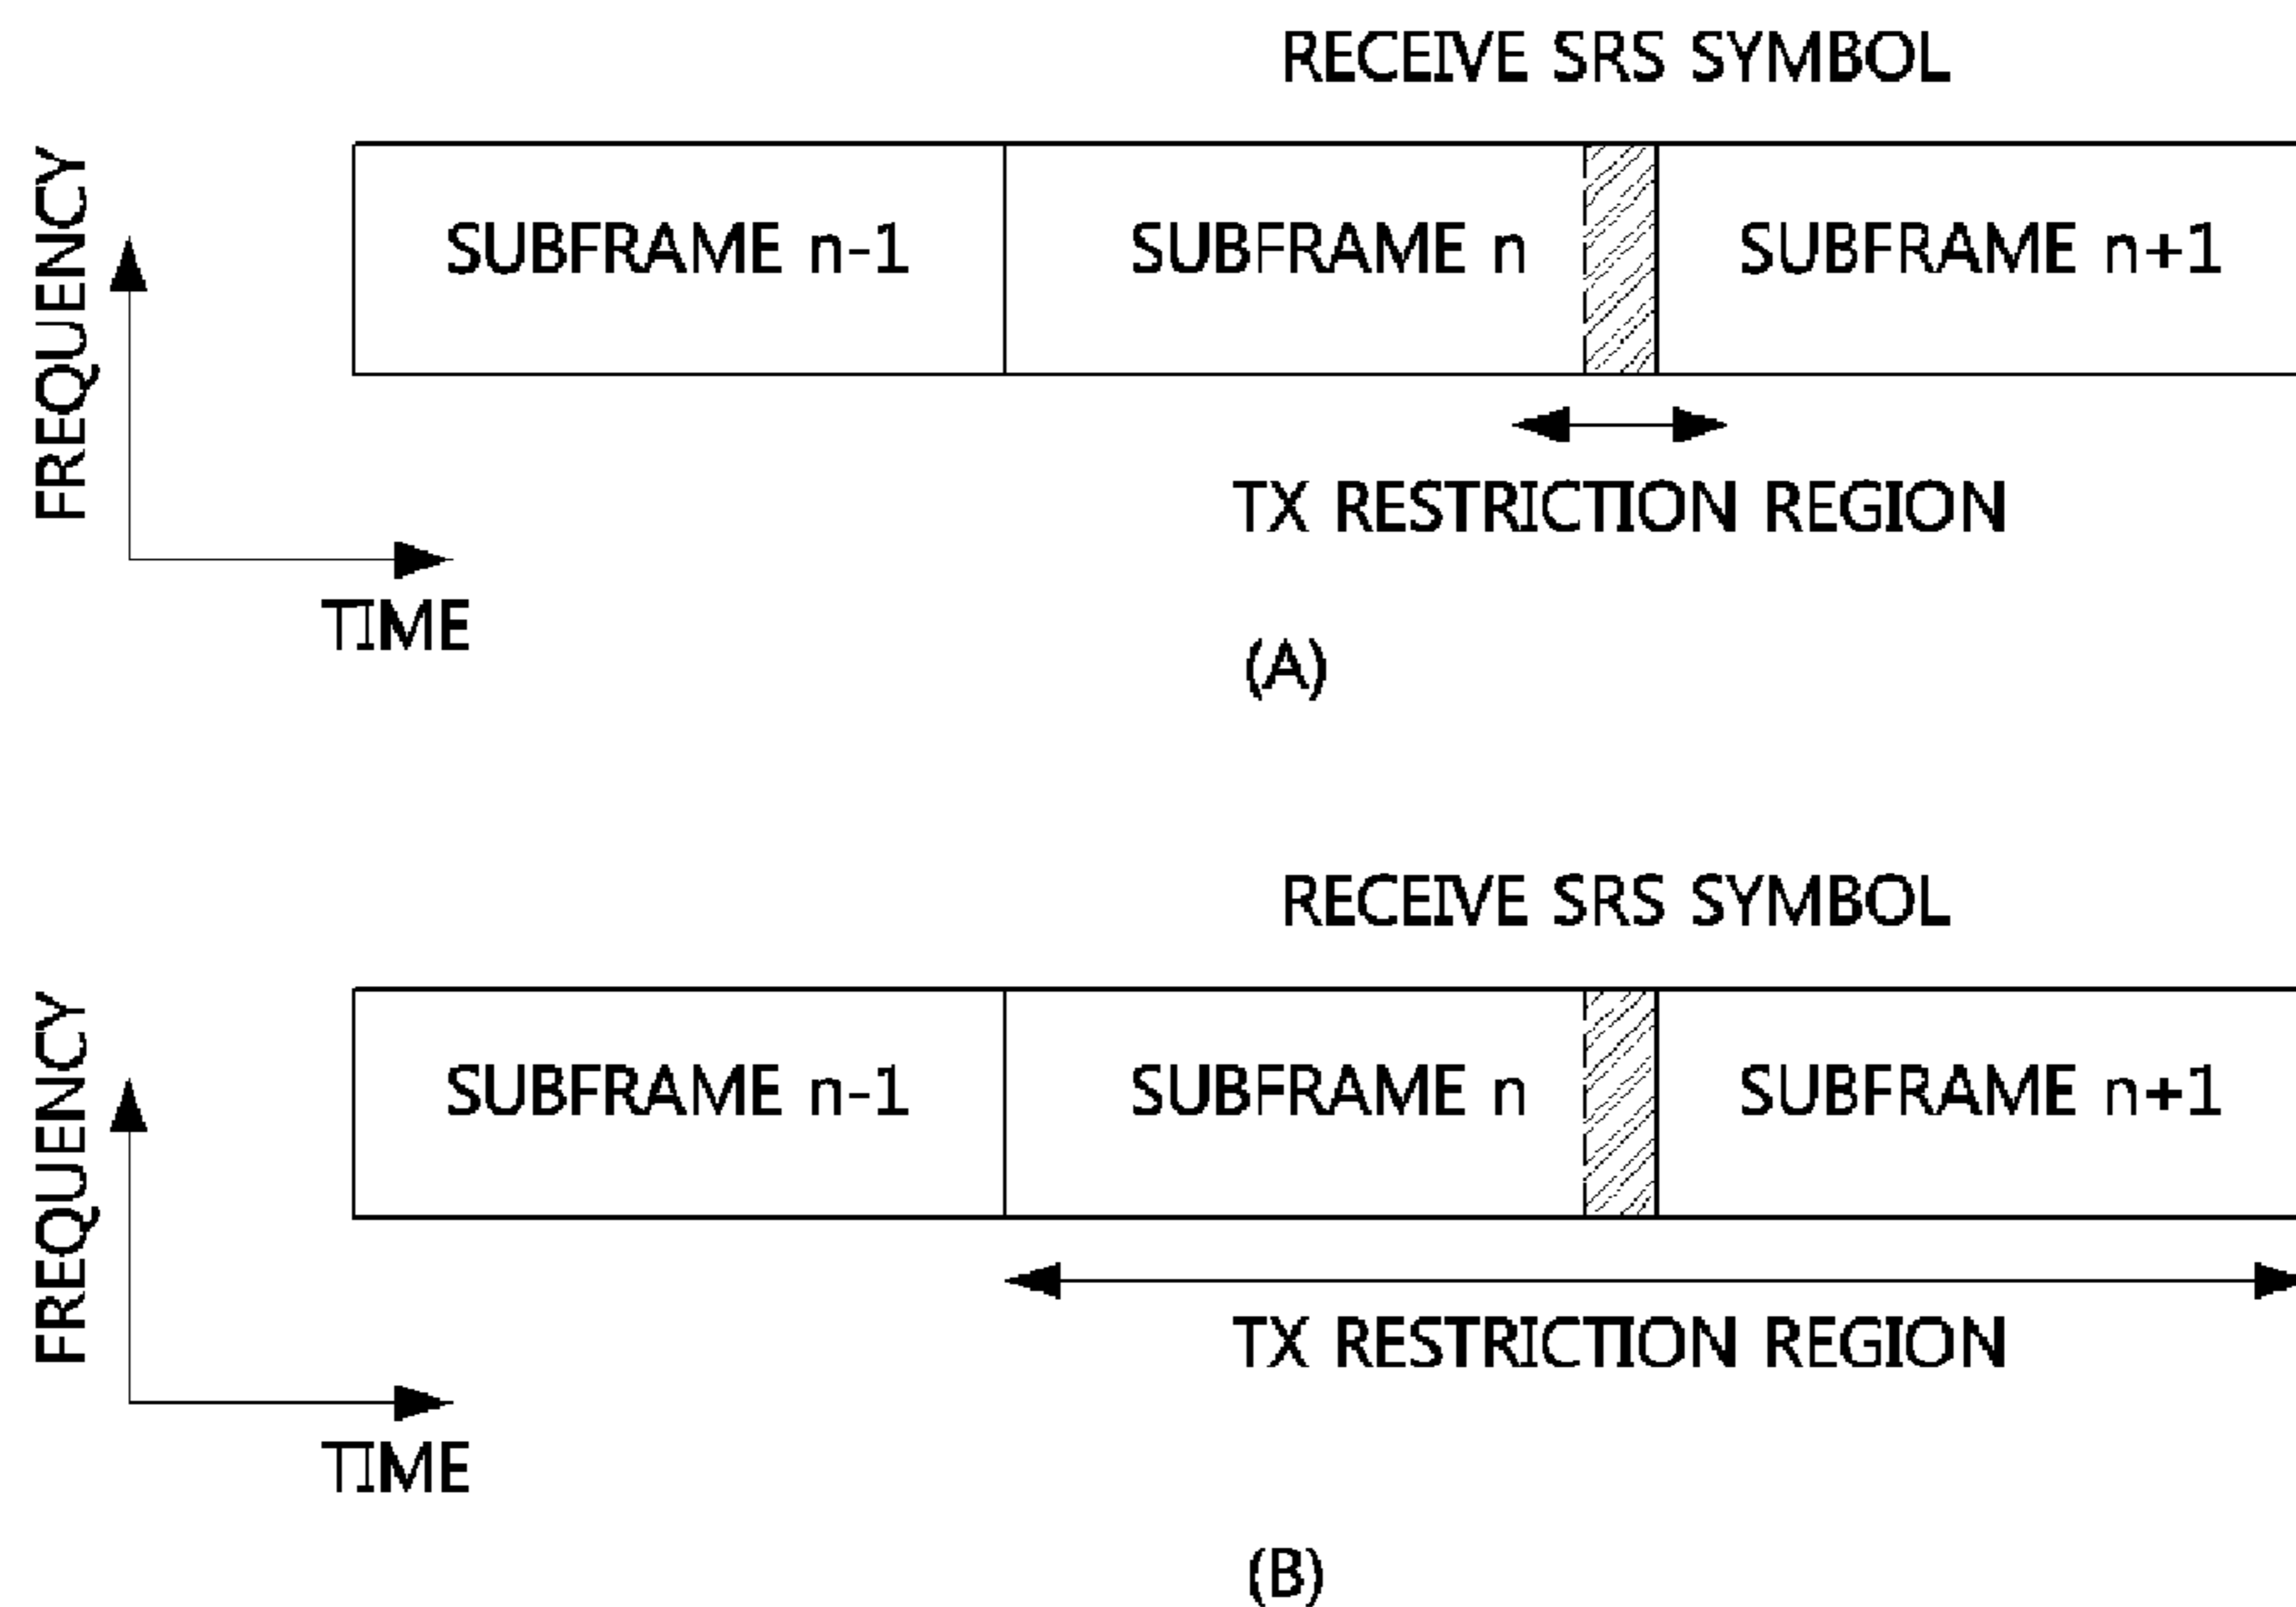 RECEIVE SRS SYMBOL
FREQUENCY
SUBFRAME n-1
SUBFRAME n
SUBFRAME n+1
TX RESTRICTION REGION
TIME
(A)
RECEIVE SRS SYMBOL
FREQUENCY
SUBFRAME n-1
SUBFRAME n
SUBFRAME n+1
TX RESTRICTION REGION
TIME
(B)